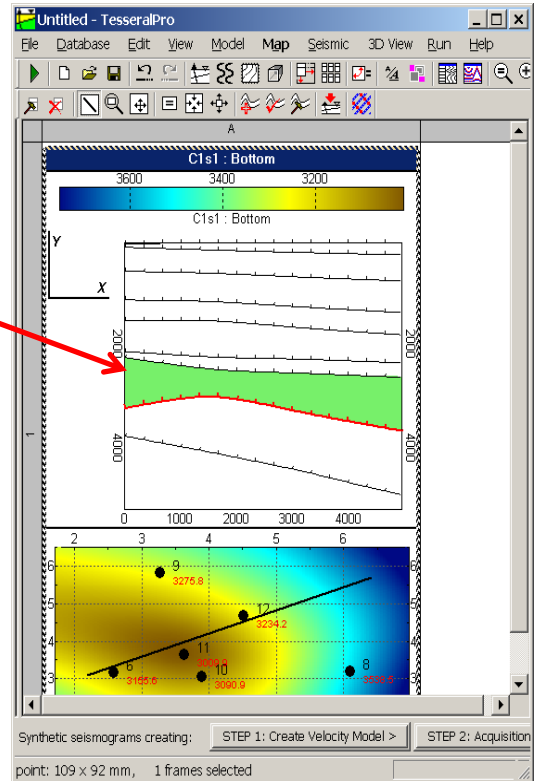 Untitled - TesseralPro
File Database Edit View Model Map Seismic 3D View Run Help
A
C1s1 : Bottom
3600 3400 3200
C1s1 : Bottom
Y
X
2000 2000
1
4000 4000
0 1000 2000 3000 4000
2 3 4 5 6
6 9 6
3275.8
5 12
3234.2
4 11 4
6 10 8
3 3090.9 3
Synthetic seismograms creating: STEP 1: Create Velocity Model > STEP 2: Acquisition
point: 109 × 92 mm, 1 frames selected